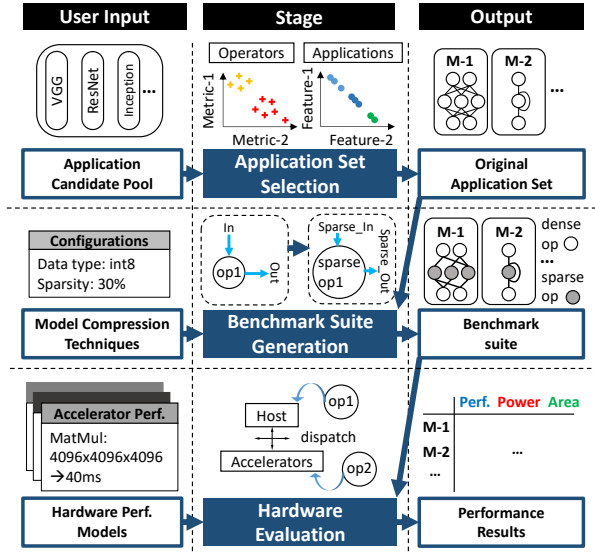 User Input
Stage
Output
VGG
ResNet
Inception
...
Operators
Applications
Metric-1
Metric-2
Feature-1
Feature-2
M-1
M-2
...
Application
Candidate Pool
Application Set
Selection
Original
Application Set
Configurations
Data type: int8
Sparsity: 30%
In
op1
Out
Sparse_In
sparse
op1
Sparse_Out
M-1
M-2
dense
op
...
sparse
op
Model Compression
Techniques
Benchmark Suite
Generation
Benchmark
suite
Accelerator Perf.
MatMul:
4096x4096x4096
→40ms
op1
Host
dispatch
Accelerators
op2
Perf. Power Area
M-1
M-2
...
...
Hardware Perf.
Models
Hardware
Evaluation
Performance
Results